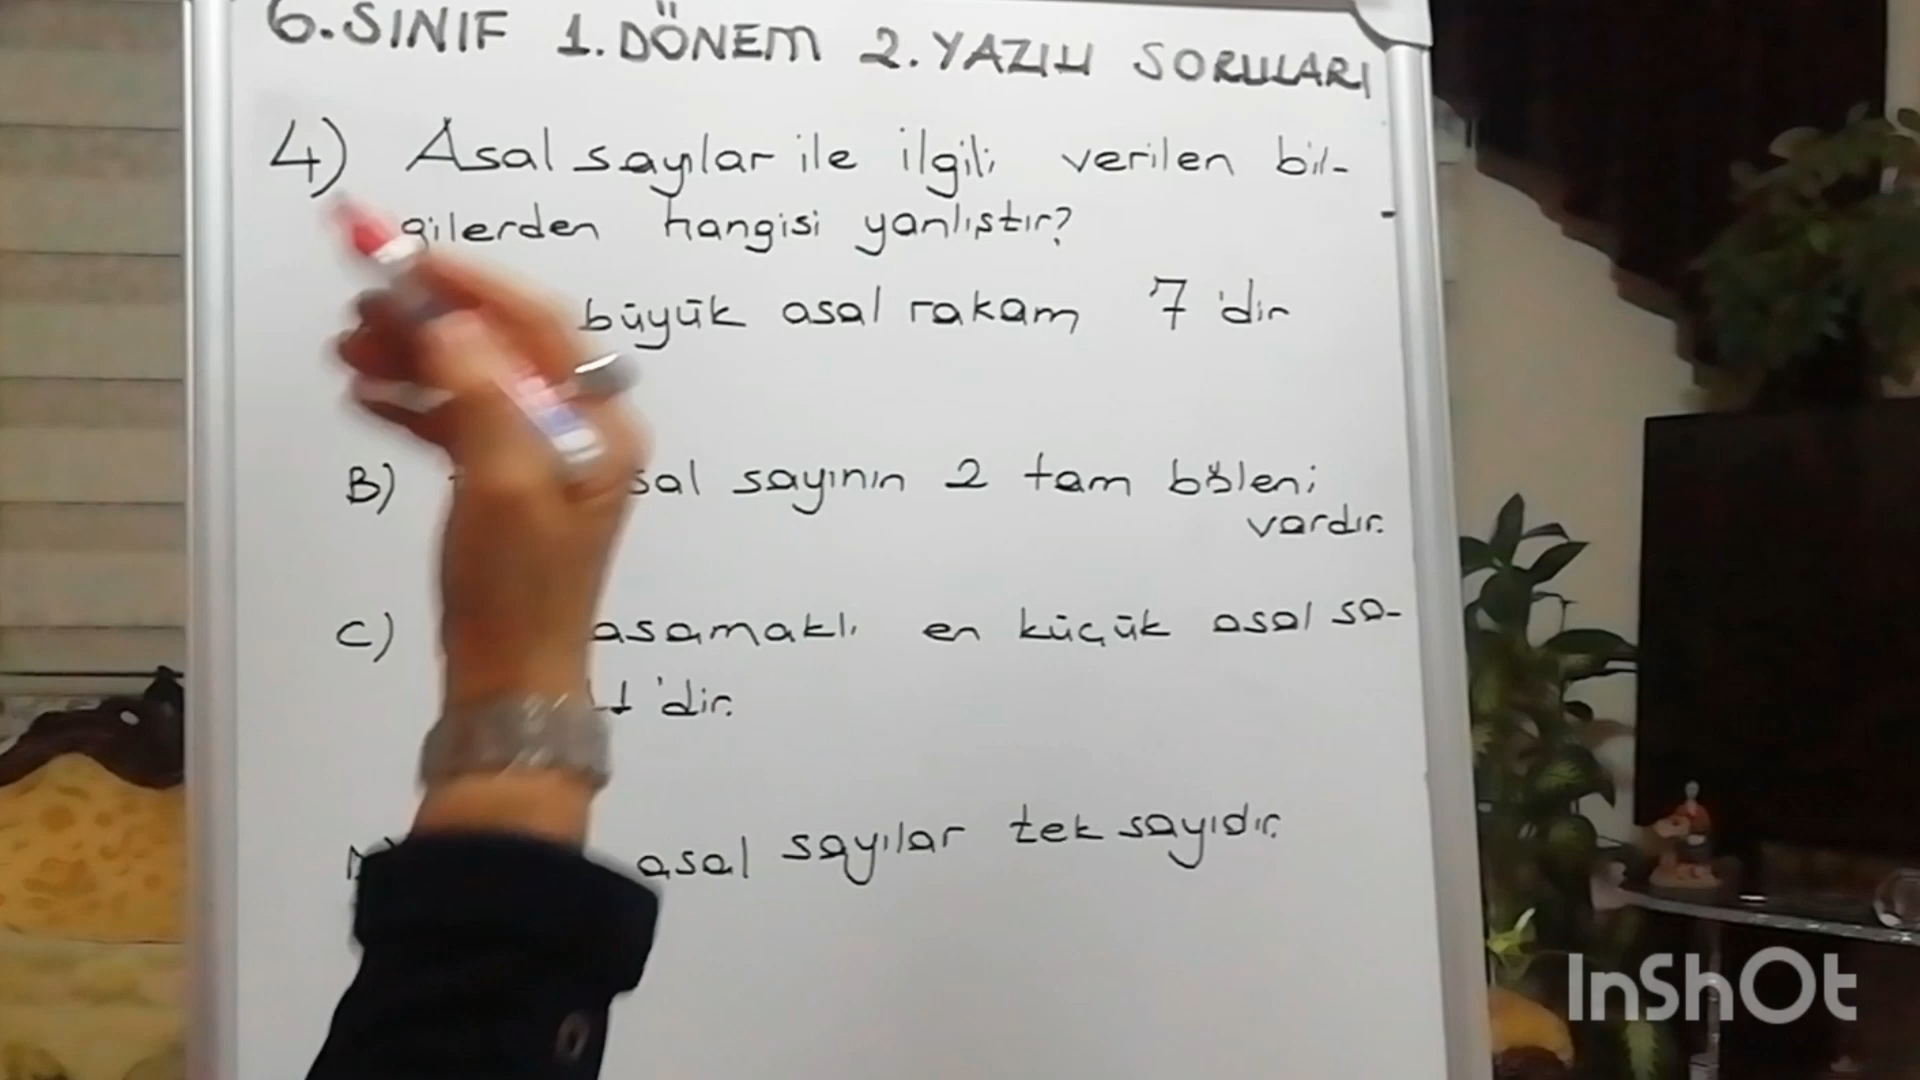 6. SINIF 1. DÖNEM 2. YAZILI SORULARI
4) Asal sayılar ile ilgili verilen bil-
gilerden hangisi yanlıştır?
büyük asal rakam 7'dir
B) sal sayının 2 tam böleni
vardır.
C) basamaklı en küçük asal sa-
11'dir.
asal sayılar tek sayıdır.
InShOt